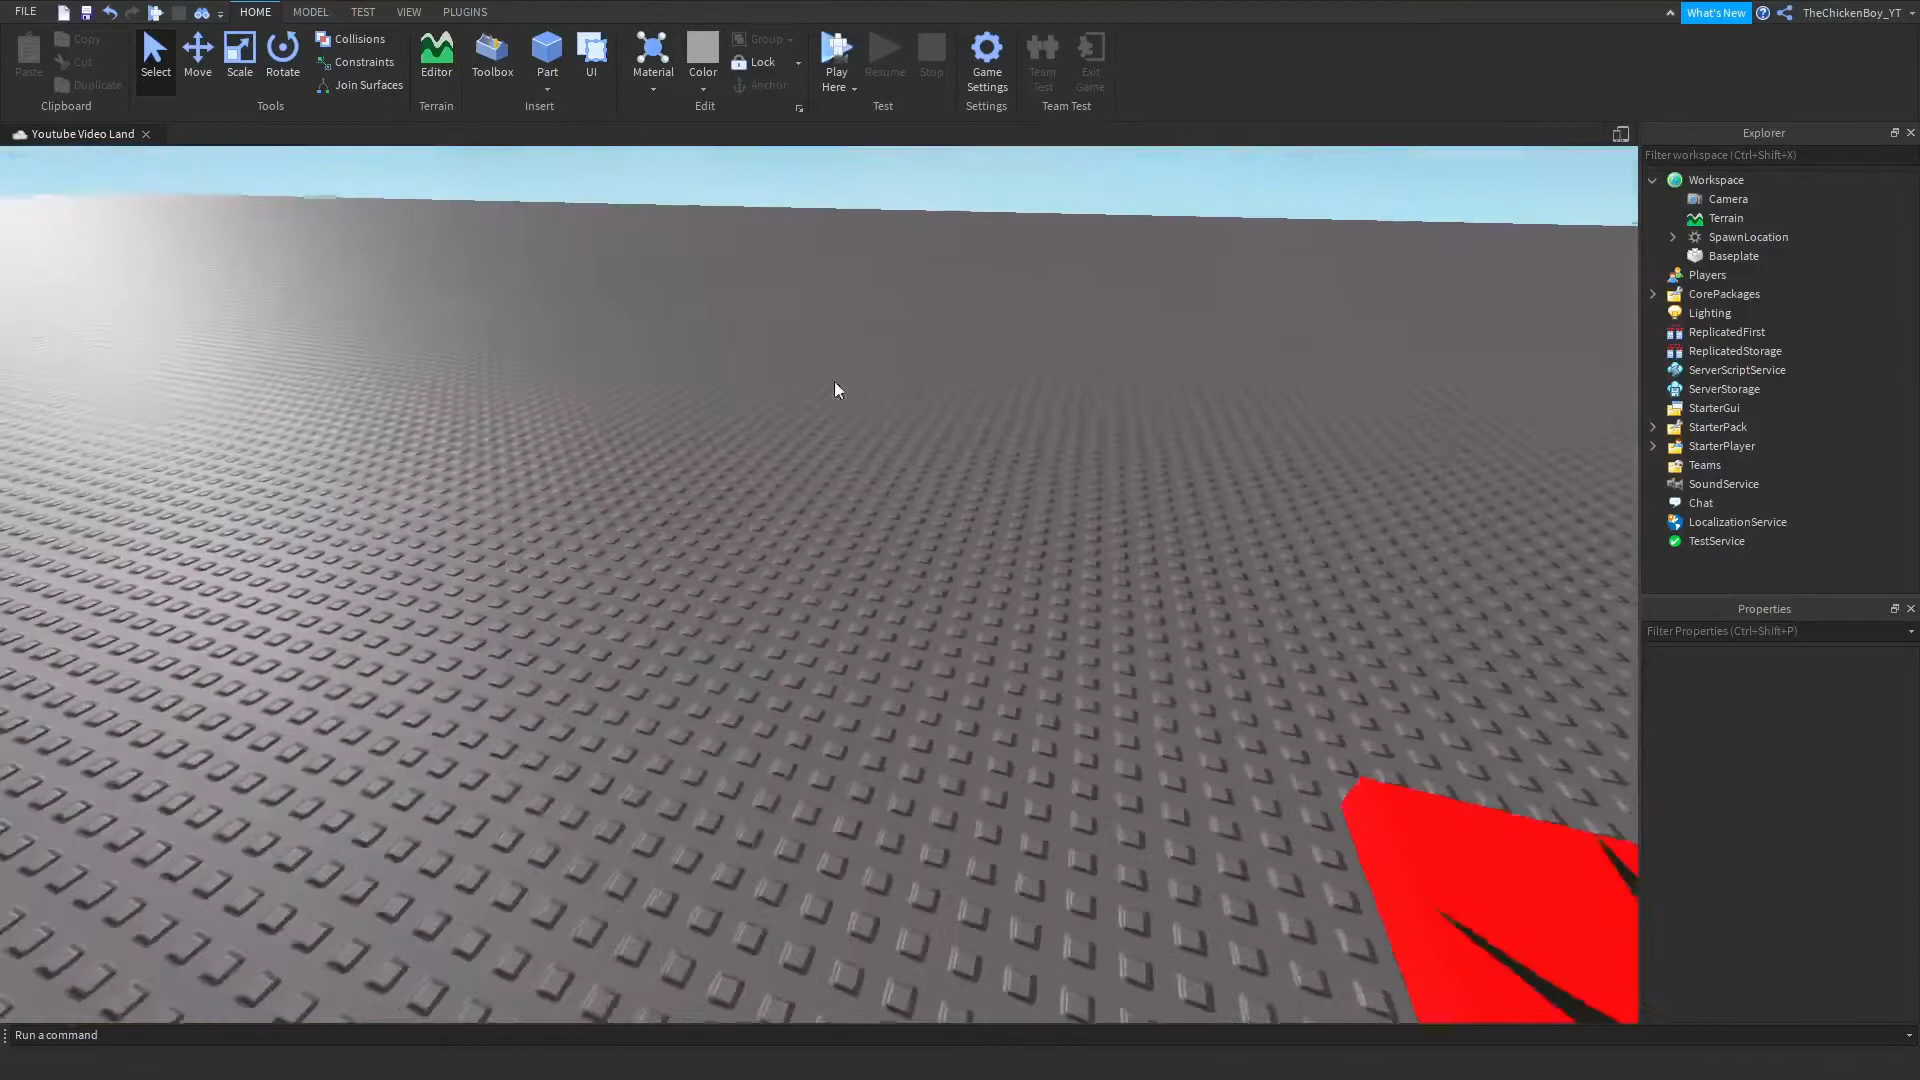 FILE HOME MODEL TEST VIEW PLUGINS What's New TheChickenBoy_YT
Paste Copy Cut Duplicate Clipboard
Select Move Scale Rotate Collisions Constraints Join Surfaces Tools
Editor Terrain
Toolbox Part UI Insert
Material Color Group Lock Anchor Edit
Play Here Resume Stop Test
Game Settings Settings
Team Test Exit Game Team Test
Youtube Video Land
Explorer
Filter workspace (Ctrl+Shift+X)
Workspace
Camera
Terrain
SpawnLocation
Baseplate
Players
CorePackages
Lighting
ReplicatedFirst
ReplicatedStorage
ServerScriptService
ServerStorage
StarterGui
StarterPack
StarterPlayer
Teams
SoundService
Chat
LocalizationService
TestService
Properties
Filter Properties (Ctrl+Shift+P)
Run a command